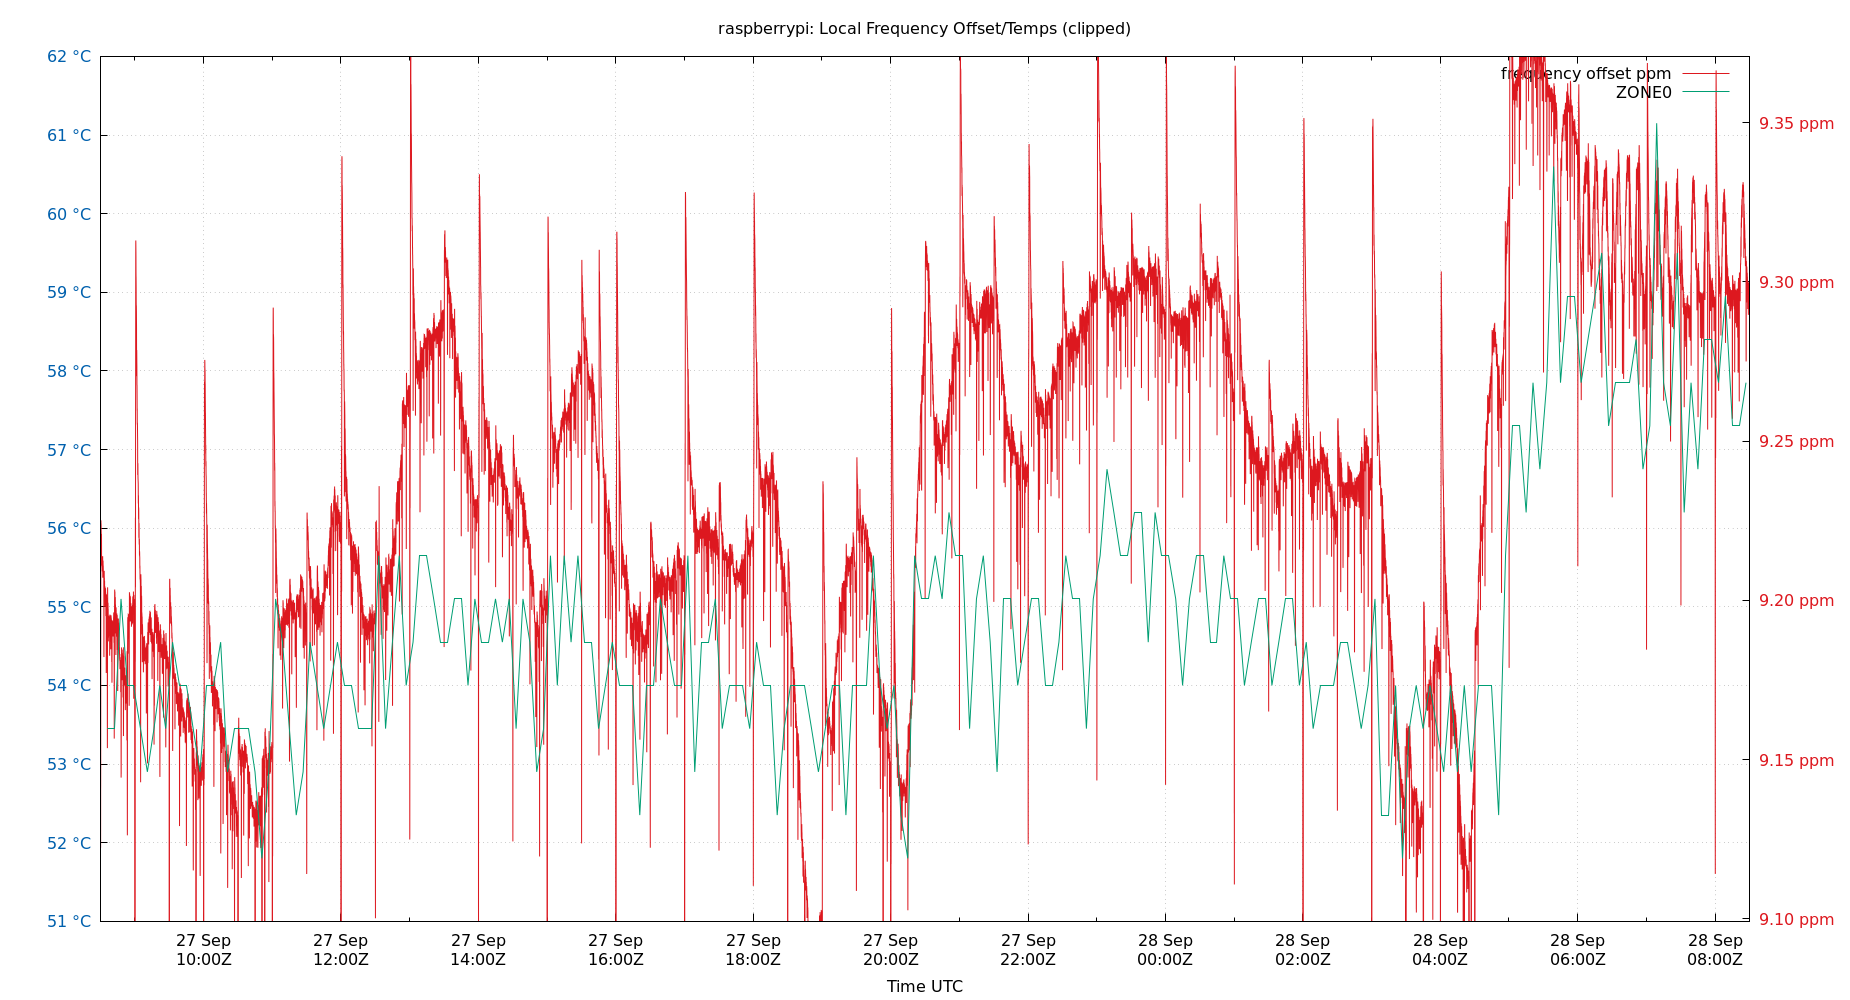 raspberrypi: Local Frequency Offset/Temps (clipped)
62 °C
61 °C
60 °C
59 °C
58 °C
57 °C
56 °C
55 °C
54 °C
53 °C
52 °C
51 °C
frequency offset ppm
ZONE0
9.35 ppm
9.30 ppm
9.25 ppm
9.20 ppm
9.15 ppm
9.10 ppm
27 Sep
10:00Z
27 Sep
12:00Z
27 Sep
14:00Z
27 Sep
16:00Z
27 Sep
18:00Z
27 Sep
20:00Z
27 Sep
22:00Z
28 Sep
00:00Z
28 Sep
02:00Z
28 Sep
04:00Z
28 Sep
06:00Z
28 Sep
08:00Z
Time UTC